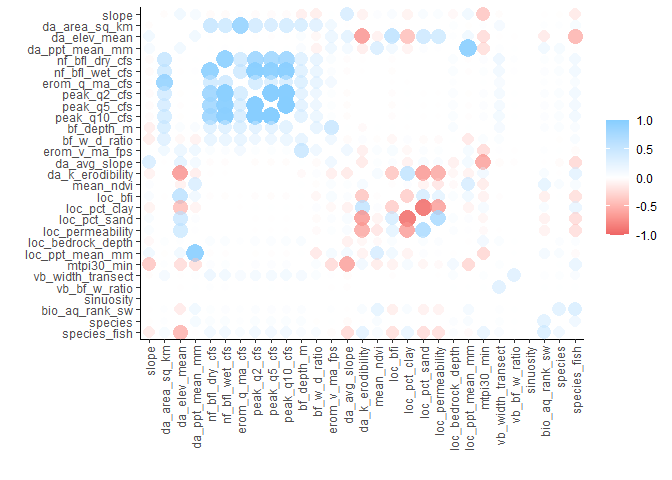 slope
da_area_sq_km
da_elev_mean
da_ppt_mean_mm
nf_bfl_dry_cfs
nf_bfl_wet_cfs
erom_q_ma_cfs
peak_q2_cfs
peak_q5_cfs
peak_q10_cfs
bf_depth_m
bf_w_d_ratio
erom_v_ma_fps
da_avg_slope
da_k_erodibility
mean_ndvi
loc_bfi
loc_pct_clay
loc_pct_sand
loc_permeability
loc_bedrock_depth
loc_ppt_mean_mm
mtpi30_min
vb_width_transect
vb_bf_w_ratio
sinuosity
bio_aq_rank_sw
species
species_fish
1.0
0.5
0.0
-0.5
-1.0
slope
da_area_sq_km
da_elev_mean
da_ppt_mean_mm
nf_bfl_dry_cfs
nf_bfl_wet_cfs
erom_q_ma_cfs
peak_q2_cfs
peak_q5_cfs
peak_q10_cfs
bf_depth_m
bf_w_d_ratio
erom_v_ma_fps
da_avg_slope
da_k_erodibility
mean_ndvi
loc_bfi
loc_pct_clay
loc_pct_sand
loc_permeability
loc_bedrock_depth
loc_ppt_mean_mm
mtpi30_min
vb_width_transect
vb_bf_w_ratio
sinuosity
bio_aq_rank_sw
species
species_fish